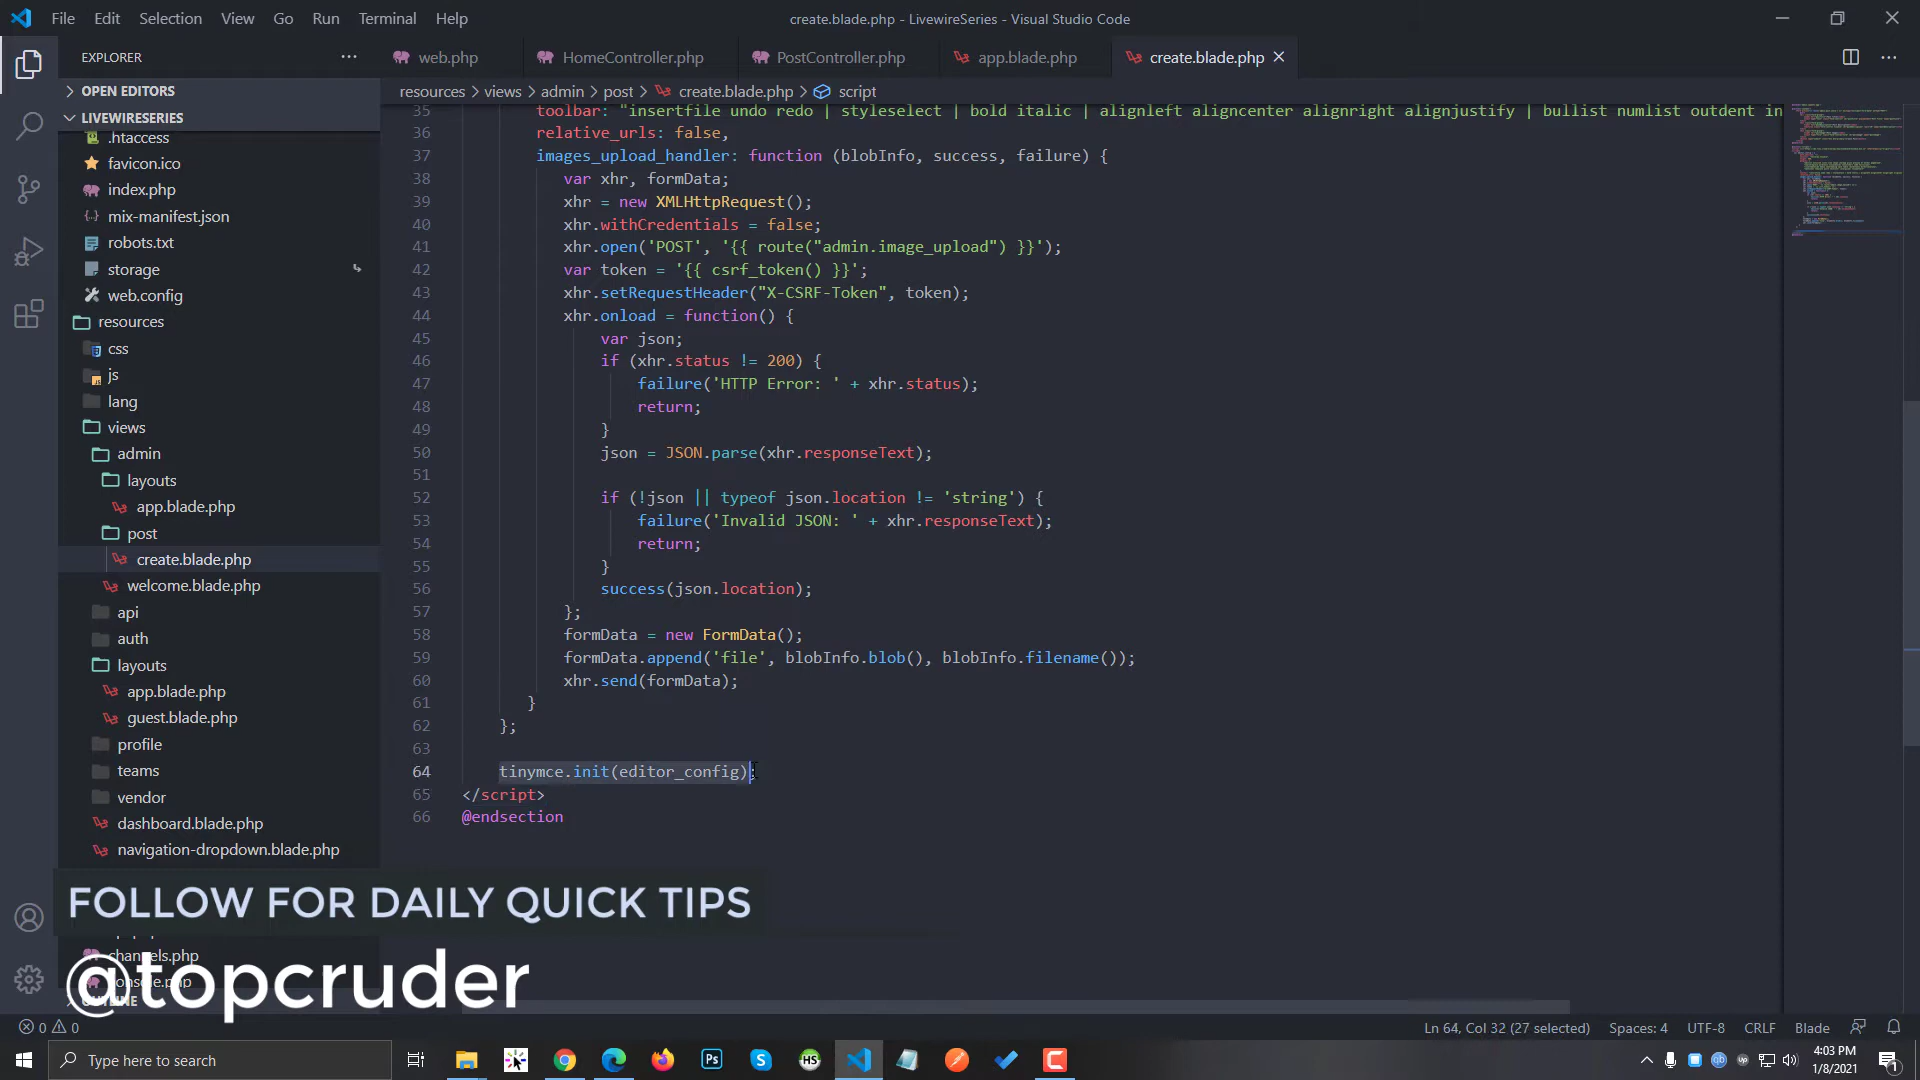 File Edit Selection View Go Run Terminal Help
create.blade.php - LivewireSeries - Visual Studio Code
EXPLORER
web.php
HomeController.php
PostController.php
app.blade.php
create.blade.php
OPEN EDITORS
LIVEWIRESERIES
.htaccess
favicon.ico
index.php
mix-manifest.json
robots.txt
storage
web.config
resources
css
js
lang
views
admin
layouts
app.blade.php
post
create.blade.php
welcome.blade.php
api
auth
layouts
app.blade.php
guest.blade.php
profile
teams
vendor
dashboard.blade.php
navigation-dropdown.blade.php
channels.php
console.php
OUTLINE
resources > views > admin > post > create.blade.php > script
35 toolbar: "insertfile undo redo | styleselect | bold italic | alignleft aligncenter alignright alignjustify | bullist numlist outdent in
36 relative_urls: false,
37 images_upload_handler: function (blobInfo, success, failure) {
38 var xhr, formData;
39 xhr = new XMLHttpRequest();
40 xhr.withCredentials = false;
41 xhr.open('POST', '{{ route("admin.image_upload") }}');
42 var token = '{{ csrf_token() }}';
43 xhr.setRequestHeader("X-CSRF-Token", token);
44 xhr.onload = function() {
45 var json;
46 if (xhr.status != 200) {
47 failure('HTTP Error: ' + xhr.status);
48 return;
49 }
50 json = JSON.parse(xhr.responseText);
51
52 if (!json || typeof json.location != 'string') {
53 failure('Invalid JSON: ' + xhr.responseText);
54 return;
55 }
56 success(json.location);
57 };
58 formData = new FormData();
59 formData.append('file', blobInfo.blob(), blobInfo.filename());
60 xhr.send(formData);
61 }
62 };
63
64 tinymce.init(editor_config);
65 </script>
66 @endsection
FOLLOW FOR DAILY QUICK TIPS
@topcruder
0 0
Ln 64, Col 32 (27 selected) Spaces: 4 UTF-8 CRLF Blade
Type here to search
Ps
HS
4:03 PM
1/8/2021